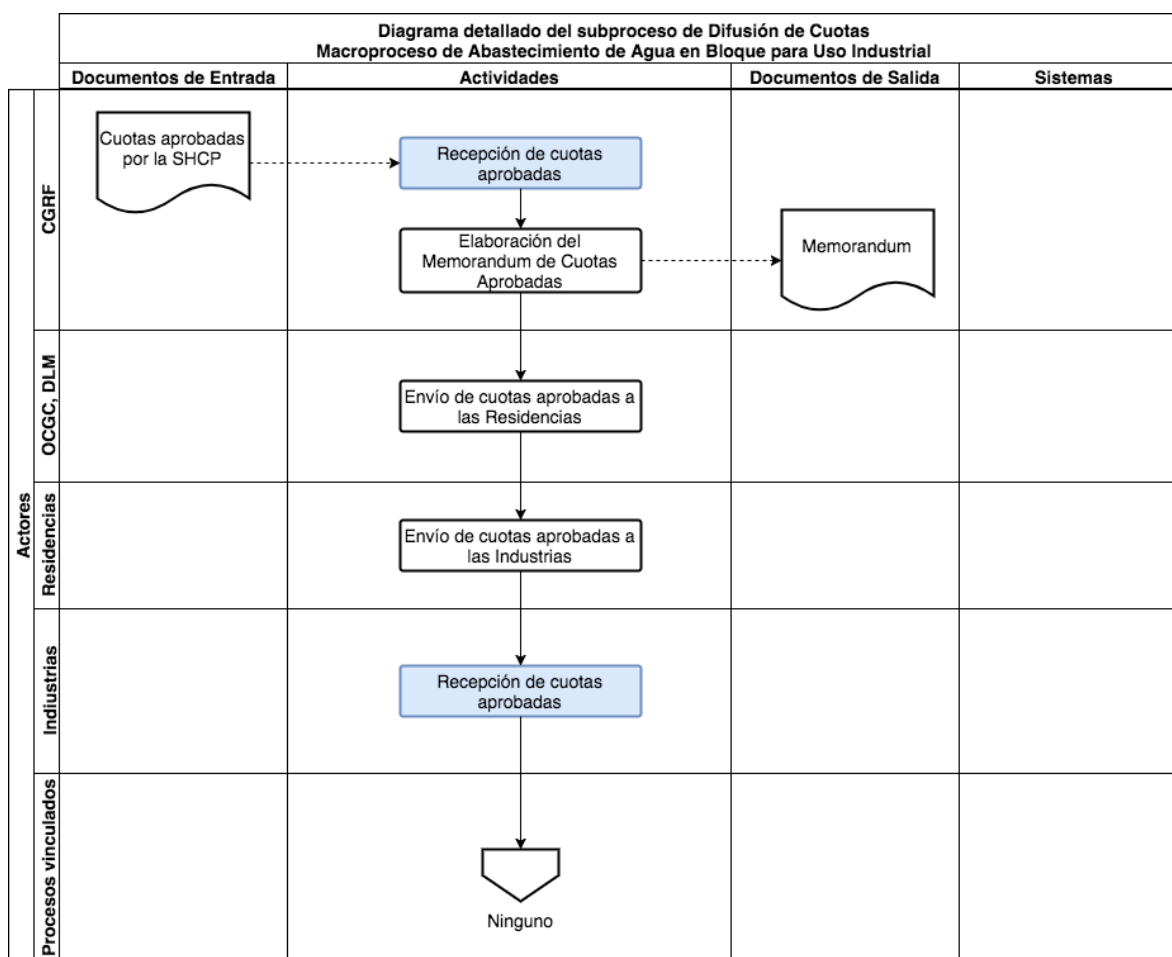 Diagrama detallado del subproceso de Difusión de Cuotas
Macroproceso de Abastecimiento de Agua en Bloque para Uso Industrial
Documentos de Entrada
Actividades
Documentos de Salida
Sistemas
Actores
CGRF
Cuotas aprobadas
por la SHCP
Recepción de cuotas
aprobadas
Elaboración del
Memorandum de Cuotas
Aprobadas
Memorandum
OCGC, DLM
Envío de cuotas aprobadas a
las Residencias
Residencias
Envío de cuotas aprobadas a
las Industrias
Indiustrias
Recepción de cuotas
aprobadas
Procesos vinculados
Ninguno